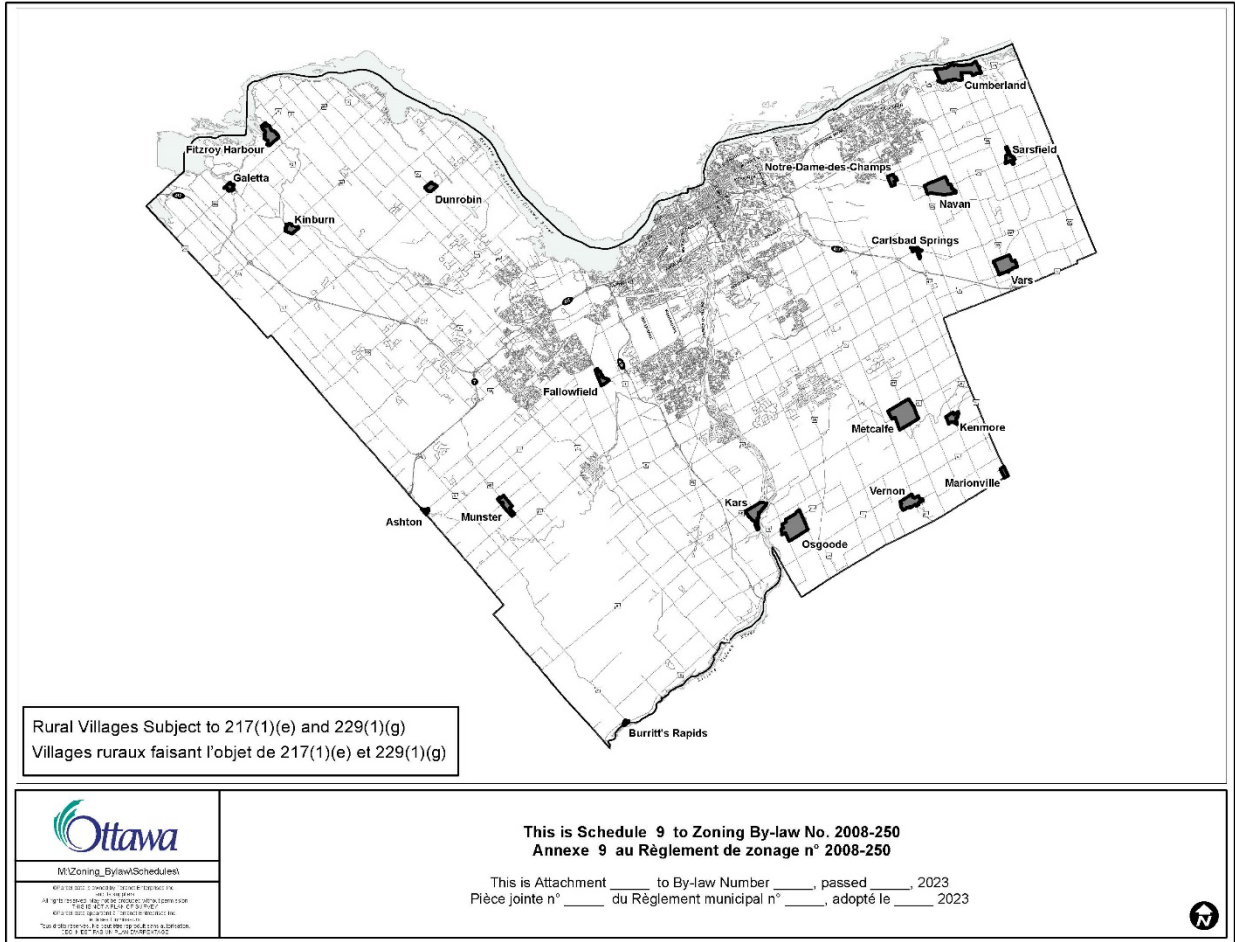 Cumberland
Sarsfield
Fitzroy Harbour
Notre-Dame-des-Champs
Galetta
Dunrobin
Navan
Kinburn
Carlsbad Springs
Vars
Fallowfield
Metcalfe
Kenmore
Marionville
Vernon
Kars
Munster
Ashton
Osgoode
Burritt's Rapids
Rural Villages Subject to 217(1)(e) and 229(1)(g)
Villages ruraux faisant l'objet de 217(1)(e) et 229(1)(g)
Ottawa
M:\Zoning_Bylaw\Schedules\
This is Schedule 9 to Zoning By-law No. 2008-250
Annexe 9 au Règlement de zonage n° 2008-250
This is Attachment _____ to By-law Number _____, passed _____, 2023
Pièce jointe n° _____ du Règlement municipal n° _____, adopté le _____ 2023
N